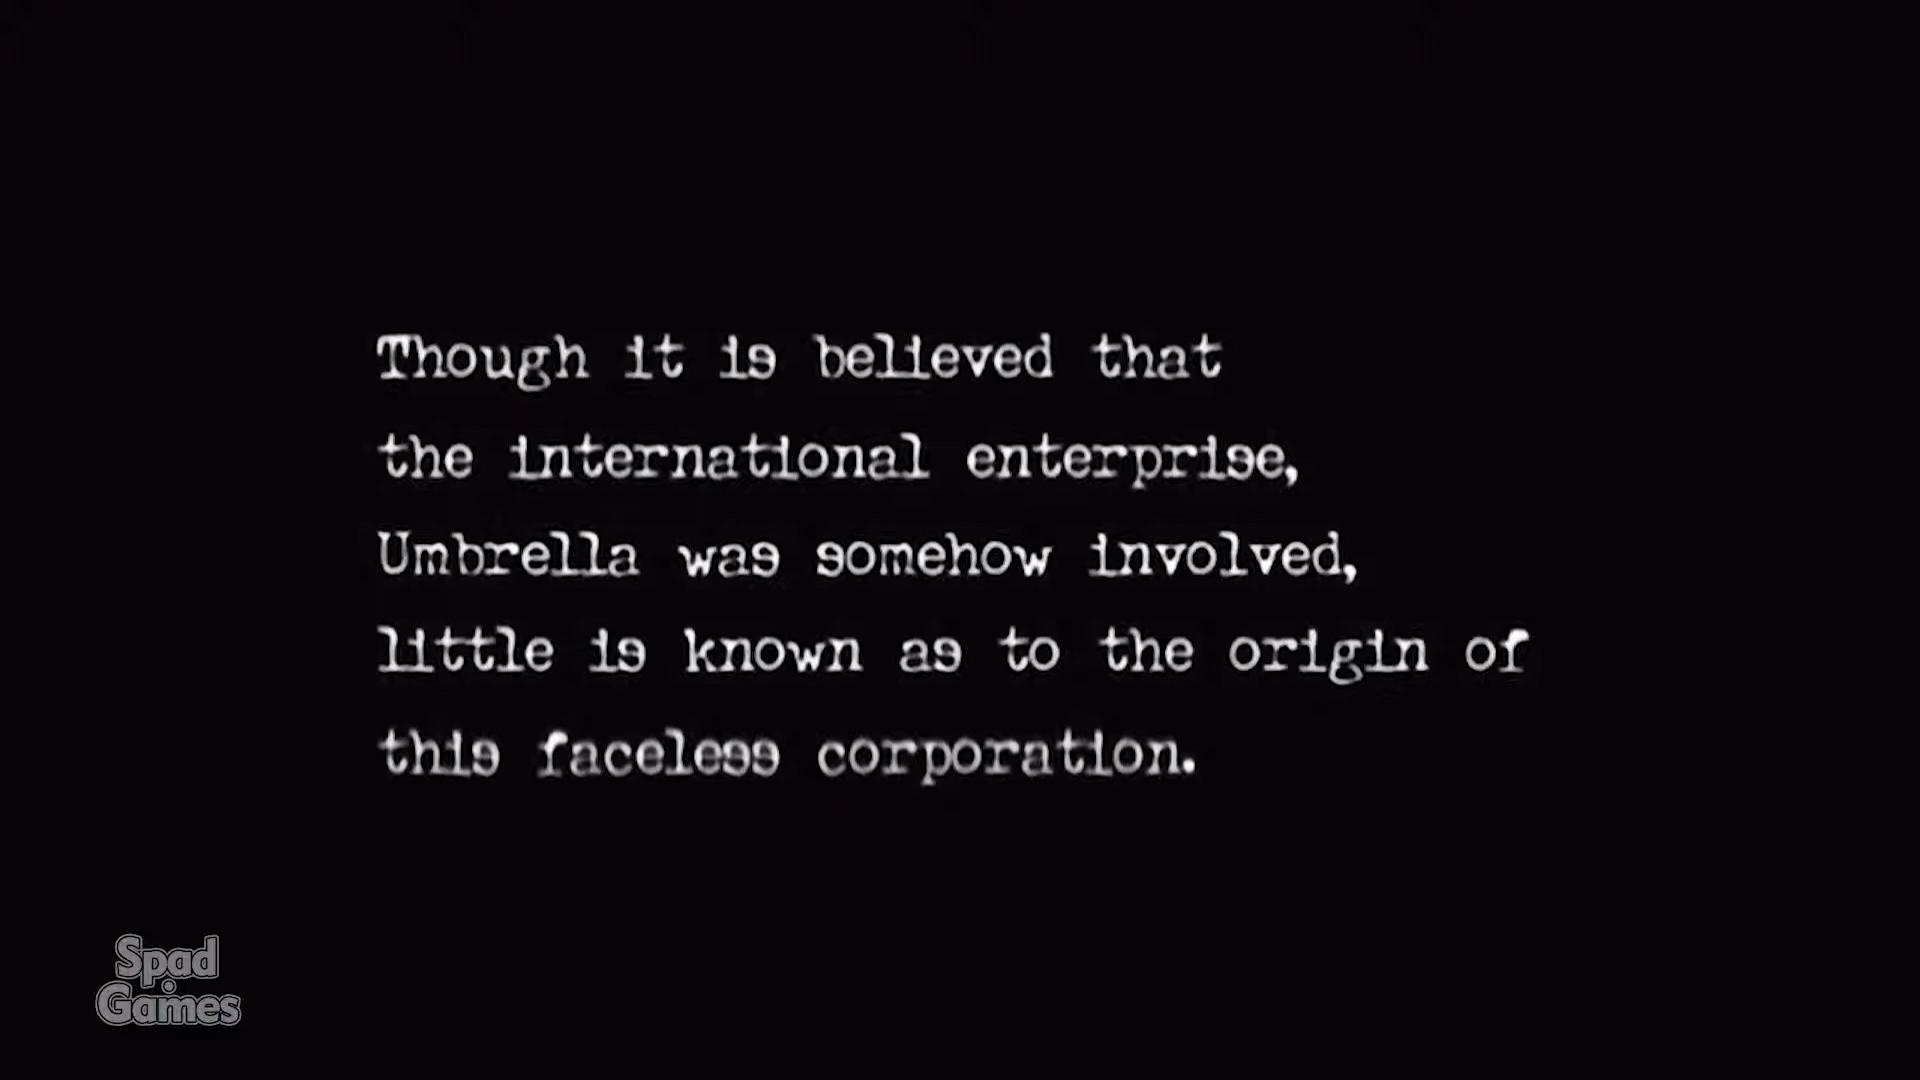 Though it is believed that
the international enterprise,
Umbrella was somehow involved,
little is known as to the origin of
this faceless corporation.
Spad
Games